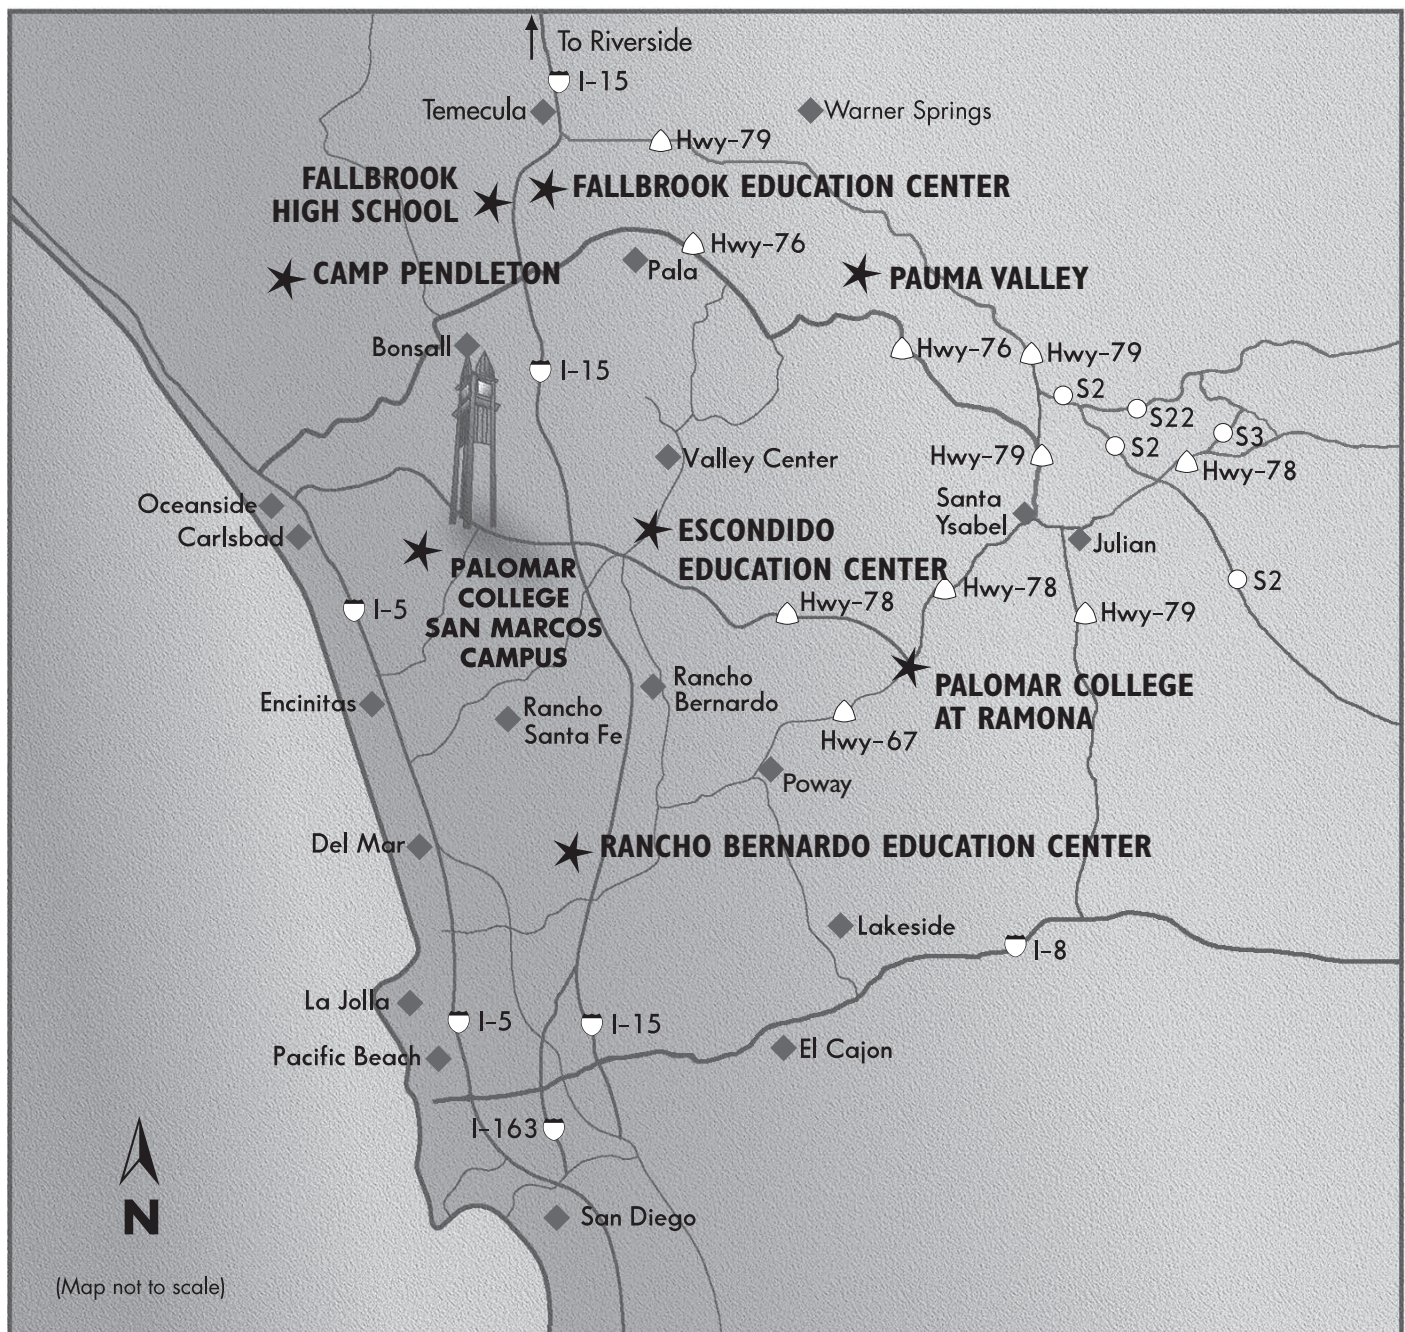 To Riverside
I-15
Temecula
Warner Springs
Hwy-79
FALLBROOK
HIGH SCHOOL
FALLBROOK EDUCATION CENTER
Hwy-76
Pala
CAMP PENDLETON
PAUMA VALLEY
Bonsall
I-15
Hwy-76
Hwy-79
S2
S22
S3
S2
Hwy-78
Valley Center
Hwy-79
Santa
Ysabel
Oceanside
Carlsbad
ESCONDIDO
EDUCATION CENTER
Julian
PALOMAR
COLLEGE
SAN MARCOS
CAMPUS
I-5
Hwy-78
Hwy-78
Hwy-79
S2
Encinitas
Rancho
Santa Fe
Rancho
Bernardo
PALOMAR COLLEGE
AT RAMONA
Hwy-67
Poway
Del Mar
RANCHO BERNARDO EDUCATION CENTER
Lakeside
I-8
La Jolla
I-5
I-15
Pacific Beach
El Cajon
I-163
N
San Diego
(Map not to scale)